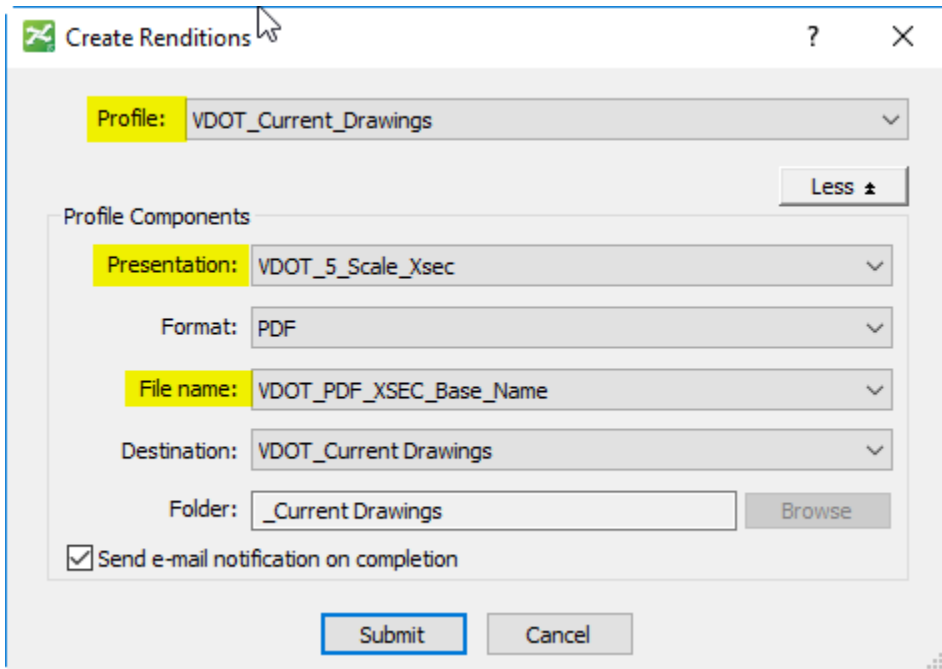 Create Renditions
?
Profile: VDOT_Current_Drawings
Less
Profile Components
Presentation: VDOT_5_Scale_Xsec
Format: PDF
File name: VDOT_PDF_XSEC_Base_Name
Destination: VDOT_Current Drawings
Folder: _Current Drawings Browse
Send e-mail notification on completion
Submit Cancel